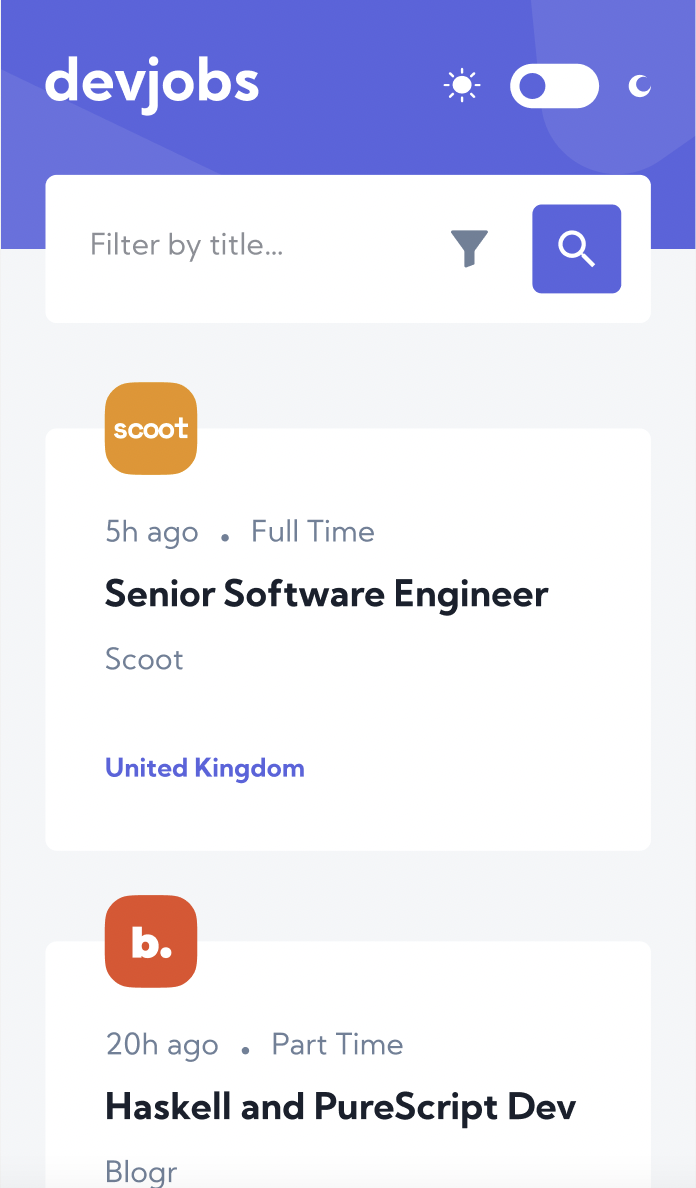 devjobs
Filter by title...
scoot
5h ago . Full Time
Senior Software Engineer
Scoot
United Kingdom
b.
20h ago . Part Time
Haskell and PureScript Dev
Blogr